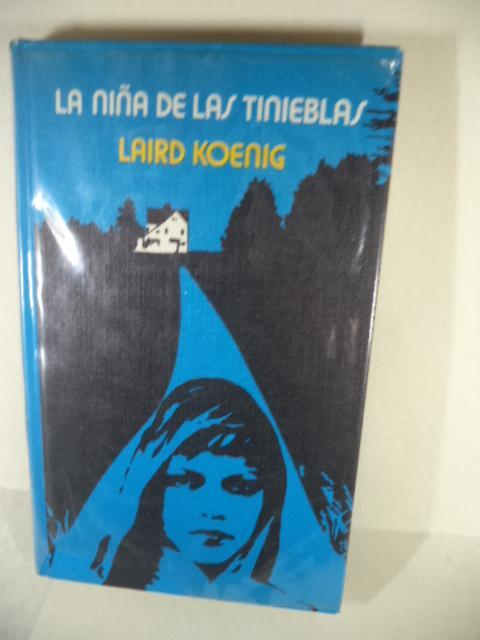 LA NIÑA DE LAS TINIEBLAS
LAIRD KOENIG